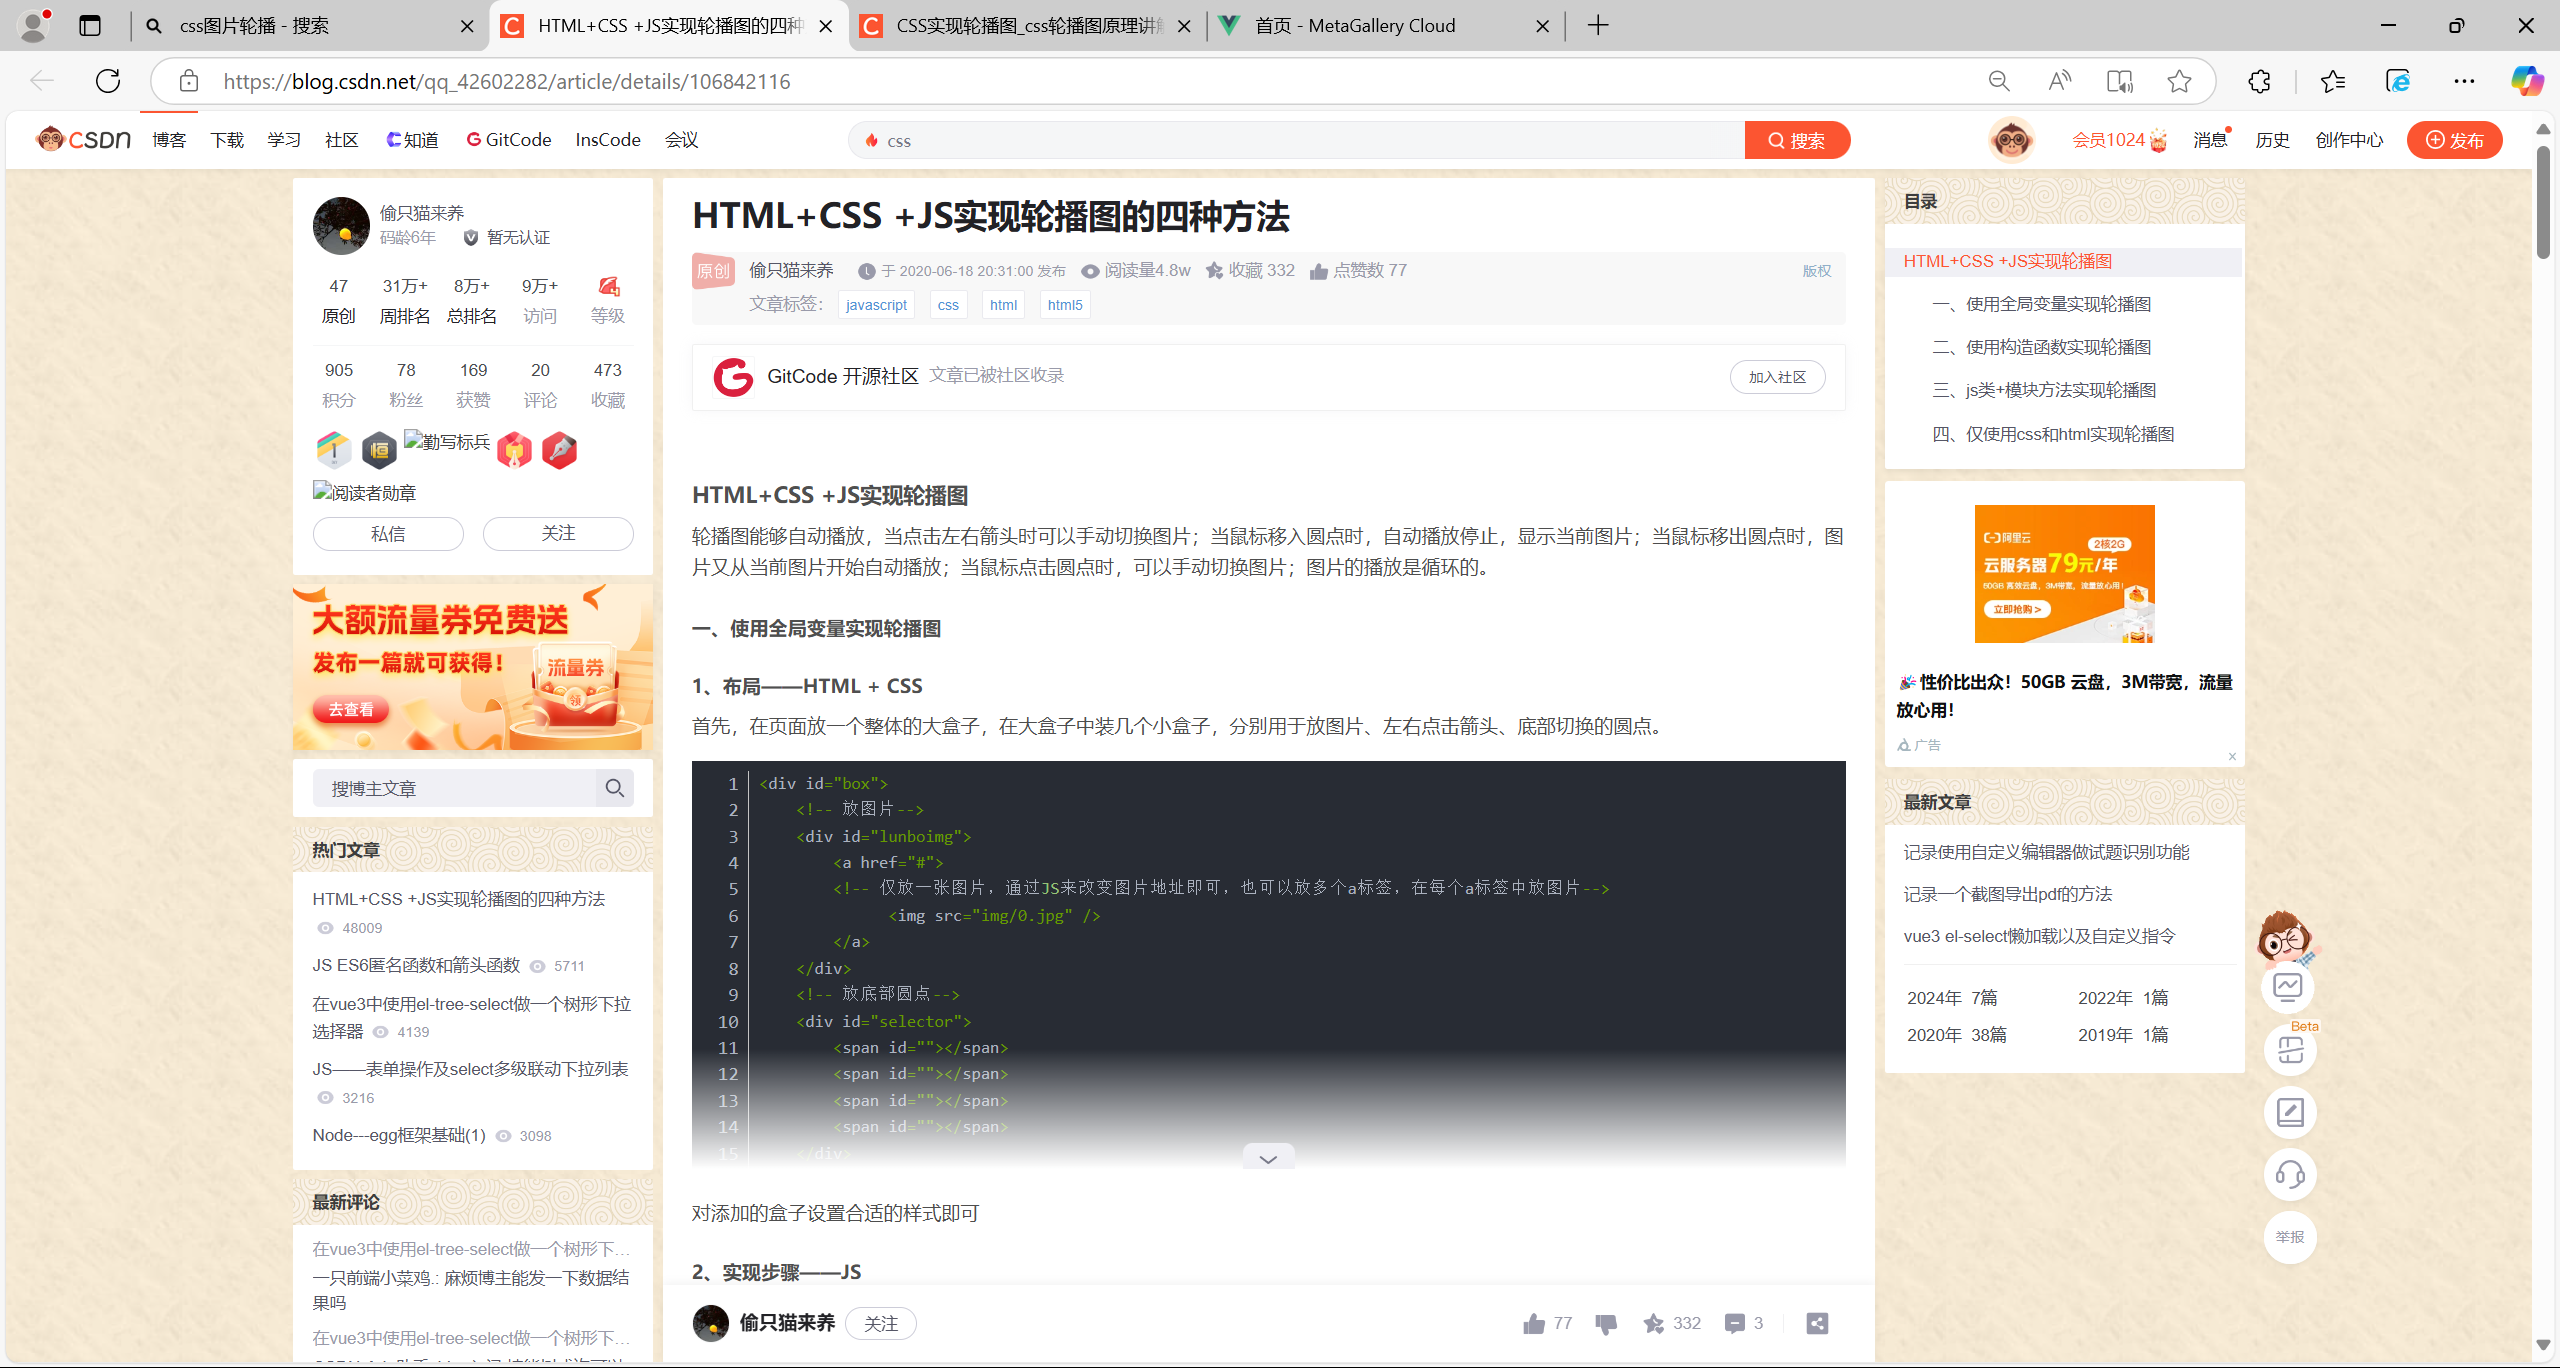 css图片轮播 - 搜索
HTML+CSS +JS实现轮播图的四种
CSS实现轮播图_css轮播图原理讲解
首页 - MetaGallery Cloud
https://blog.csdn.net/qq_42602282/article/details/106842116
CSDN 博客 下载 学习 社区 知道 GitCode InsCode 会议
css 搜索
会员1024 消息 历史 创作中心 发布
偷只猫来养
码龄6年 暂无认证
47 31万+ 8万+ 9万+
原创 周排名 总排名 访问 等级
905 78 169 20 473
积分 粉丝 获赞 评论 收藏
勤写标兵
阅读者勋章
私信 关注
大额流量券免费送
发布一篇就可获得!
流量券
领
去查看
搜博主文章
热门文章
HTML+CSS +JS实现轮播图的四种方法
48009
JS ES6匿名函数和箭头函数 5711
在vue3中使用el-tree-select做一个树形下拉
选择器 4139
JS——表单操作及select多级联动下拉列表
3216
Node---egg框架基础(1) 3098
最新评论
在vue3中使用el-tree-select做一个树形下...
一只前端小菜鸡.: 麻烦博主能发一下数据结
果吗
在vue3中使用el-tree-select做一个树形下...
HTML+CSS +JS实现轮播图的四种方法
原创 偷只猫来养 于 2020-06-18 20:31:00 发布 阅读量4.8w 收藏 332 点赞数 77 版权
文章标签： javascript css html html5
GitCode 开源社区 文章已被社区收录 加入社区
HTML+CSS +JS实现轮播图
轮播图能够自动播放，当点击左右箭头时可以手动切换图片；当鼠标移入圆点时，自动播放停止，显示当前图片；当鼠标移出圆点时，图
片又从当前图片开始自动播放；当鼠标点击圆点时，可以手动切换图片；图片的播放是循环的。
一、使用全局变量实现轮播图
1、布局——HTML + CSS
首先，在页面放一个整体的大盒子，在大盒子中装几个小盒子，分别用于放图片、左右点击箭头、底部切换的圆点。
1 <div id="box">
2 <!-- 放图片-->
3 <div id="lunboimg">
4 <a href="#">
5 <!-- 仅放一张图片，通过JS来改变图片地址即可，也可以放多个a标签，在每个a标签中放图片-->
6 <img src="img/0.jpg" />
7 </a>
8 </div>
9 <!-- 放底部圆点-->
10 <div id="selector">
11 <span id=""></span>
12 <span id=""></span>
13 <span id=""></span>
14 <span id=""></span>
15 </div>
对添加的盒子设置合适的样式即可
2、实现步骤——JS
偷只猫来养 关注 77 332 3
目录
HTML+CSS +JS实现轮播图
一、使用全局变量实现轮播图
二、使用构造函数实现轮播图
三、js类+模块方法实现轮播图
四、仅使用css和html实现轮播图
阿里云
2核2G
云服务器79元/年
60GB 高效云盘，3M带宽，流量放心用!
立即抢购 >
性价比出众！50GB 云盘，3M带宽，流量
放心用！
广告 x
最新文章
记录使用自定义编辑器做试题识别功能
记录一个截图导出pdf的方法
vue3 el-select懒加载以及自定义指令
2024年 7篇 2022年 1篇
2020年 38篇 2019年 1篇
Beta
举报